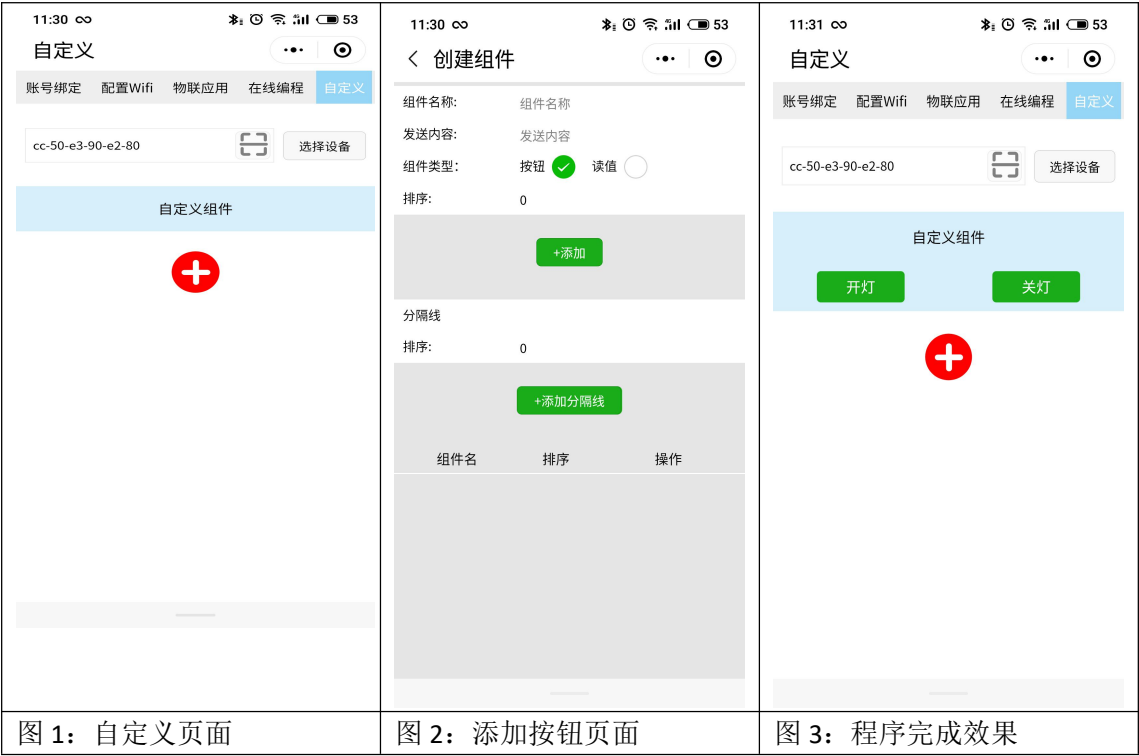 11:30 53
自定义
账号绑定 配置Wifi 物联应用 在线编程 自定义
cc-50-e3-90-e2-80 选择设备
自定义组件
图 1：自定义页面
11:30 53
创建组件
组件名称: 组件名称
发送内容: 发送内容
组件类型: 按钮 读值
排序: 0
+添加
分隔线
排序: 0
+添加分隔线
组件名 排序 操作
图 2：添加按钮页面
11:31 53
自定义
账号绑定 配置Wifi 物联应用 在线编程 自定义
cc-50-e3-90-e2-80 选择设备
自定义组件
开灯 关灯
图 3：程序完成效果